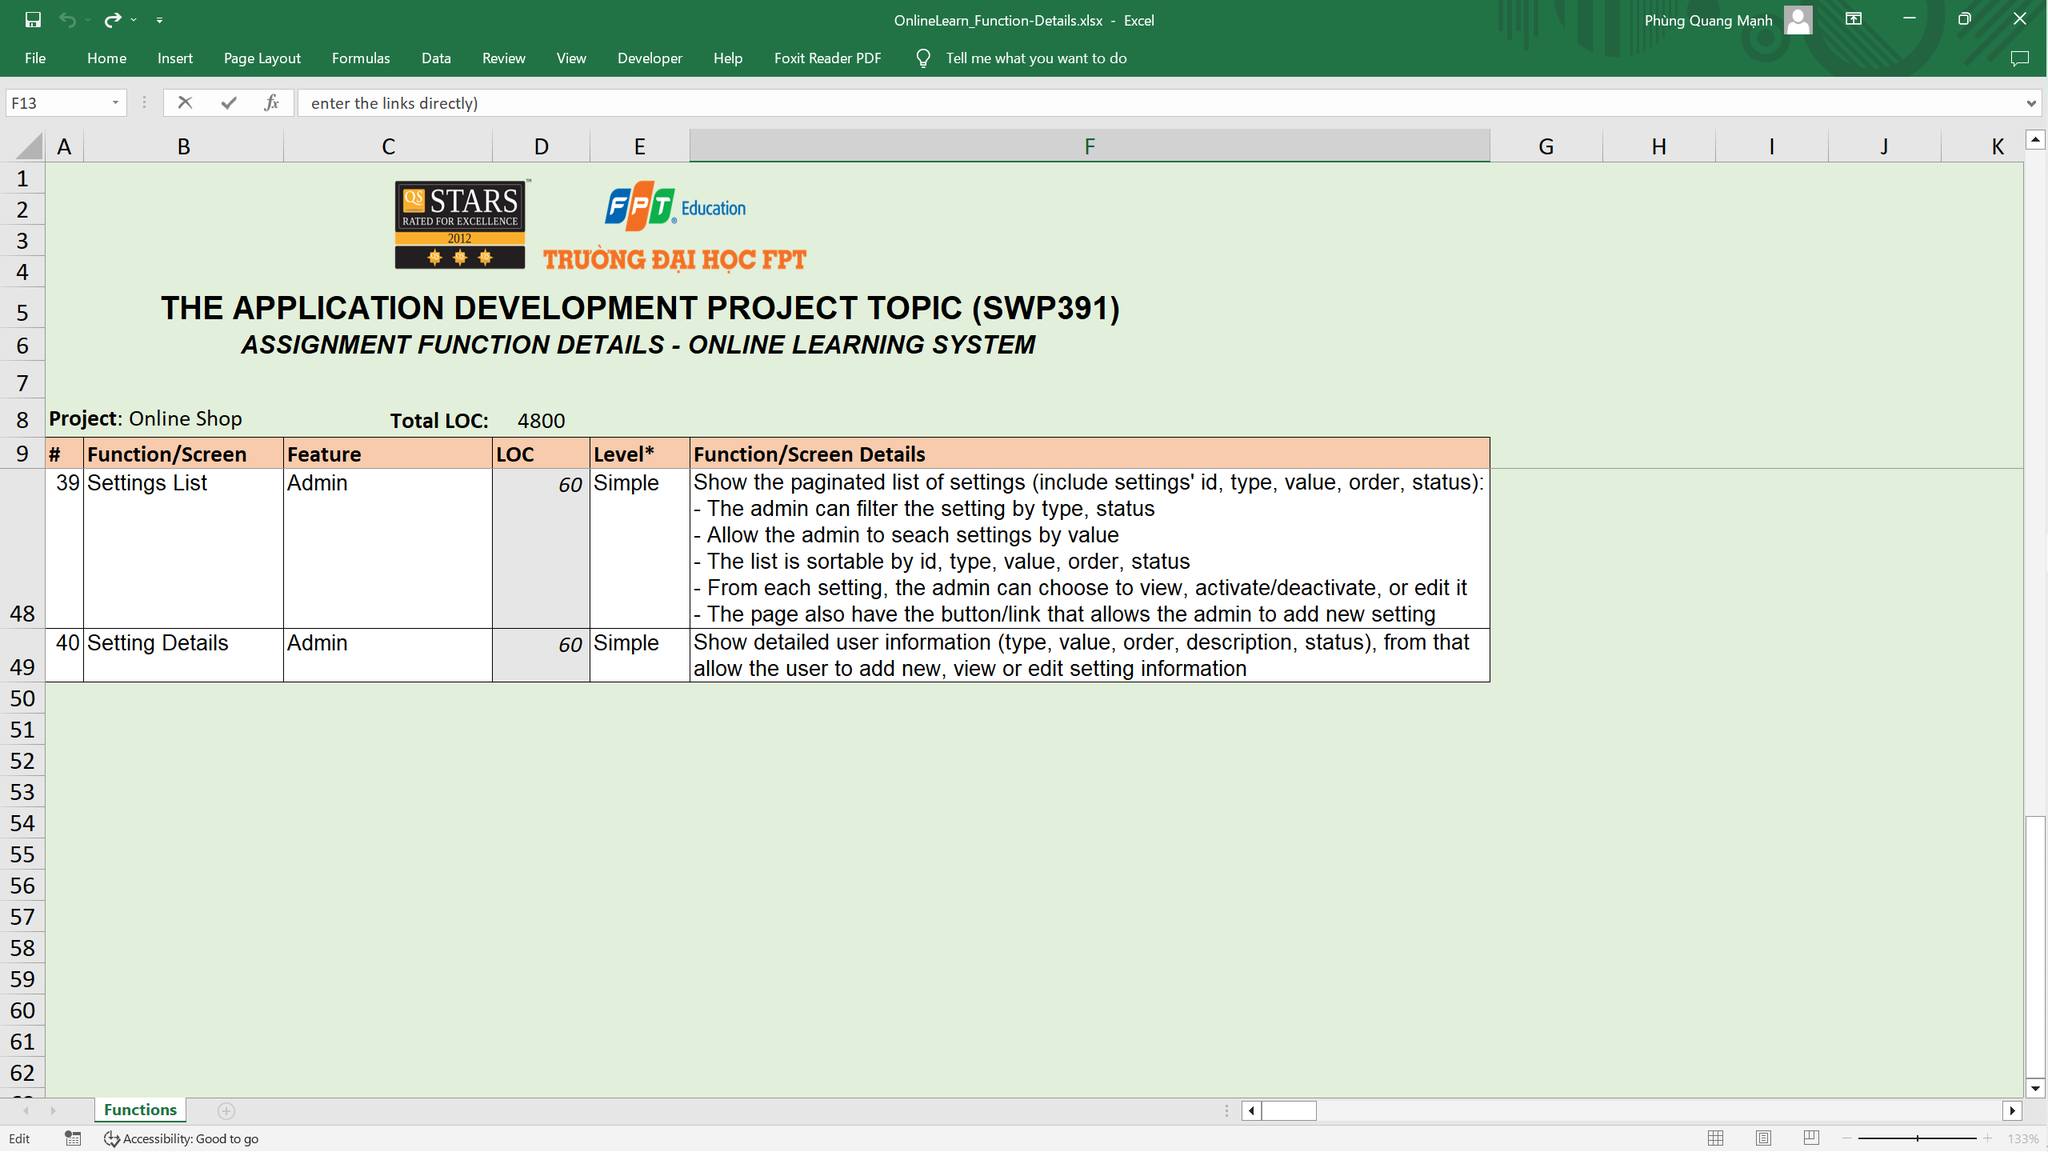 OnlineLearn_Function-Details.xlsx - Excel
Phùng Quang Mạnh
File Home Insert Page Layout Formulas Data Review View Developer Help Foxit Reader PDF Tell me what you want to do
F13 fx enter the links directly)
A B C D E F G H I J K
1
2
3
4
QS STARS™
RATED FOR EXCELLENCE
2012
FPT® Education
TRƯỜNG ĐẠI HỌC FPT
5 THE APPLICATION DEVELOPMENT PROJECT TOPIC (SWP391)
6 ASSIGNMENT FUNCTION DETAILS - ONLINE LEARNING SYSTEM
7
8 Project: Online Shop Total LOC: 4800
9 # Function/Screen Feature LOC Level* Function/Screen Details
48 39 Settings List Admin 60 Simple Show the paginated list of settings (include settings' id, type, value, order, status):
- The admin can filter the setting by type, status
- Allow the admin to seach settings by value
- The list is sortable by id, type, value, order, status
- From each setting, the admin can choose to view, activate/deactivate, or edit it
- The page also have the button/link that allows the admin to add new setting
49 40 Setting Details Admin 60 Simple Show detailed user information (type, value, order, description, status), from that
allow the user to add new, view or edit setting information
50
51
52
53
54
55
56
57
58
59
60
61
62
Functions
Edit Accessibility: Good to go 133%